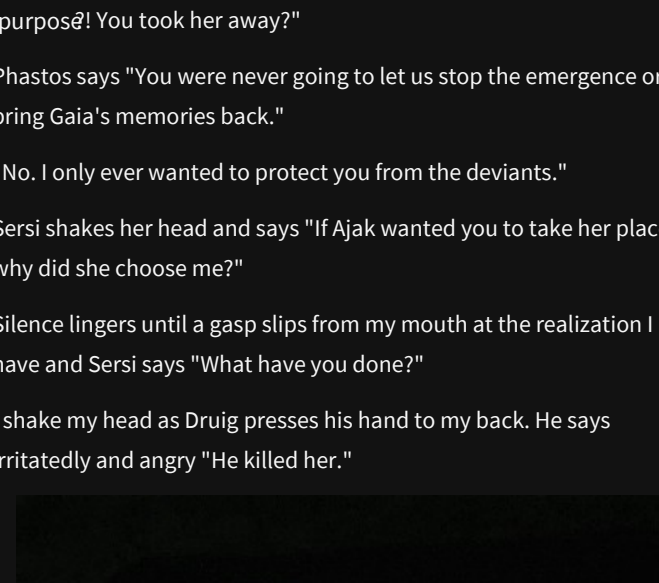 purpose?! You took her away?"
Phastos says "You were never going to let us stop the emergence or
bring Gaia's memories back."
"No. I only ever wanted to protect you from the deviants."
Sersi shakes her head and says "If Ajak wanted you to take her plac
why did she choose me?"
Silence lingers until a gasp slips from my mouth at the realization I
have and Sersi says "What have you done?"
shake my head as Druig presses his hand to my back. He says
irritatedly and angry "He killed her."